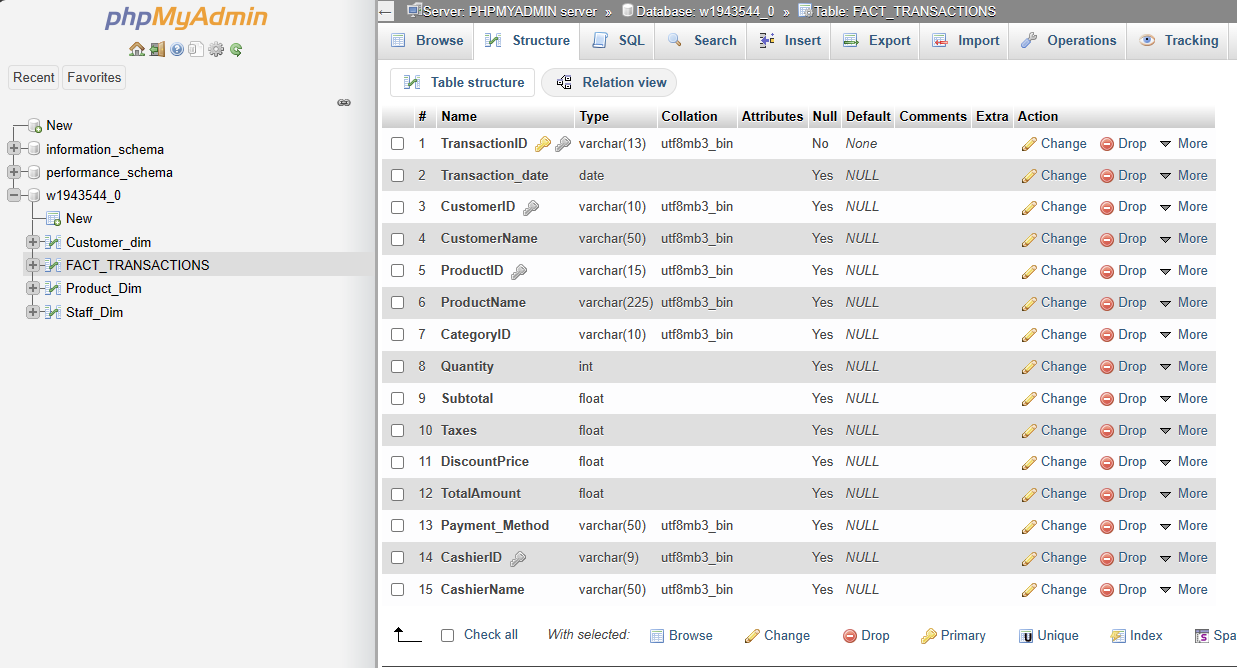 phpMyAdmin
Recent Favorites
New
information_schema
performance_schema
w1943544_0
New
Customer_dim
FACT_TRANSACTIONS
Product_Dim
Staff_Dim
Server: PHPMYADMIN server » Database: w1943544_0 » Table: FACT_TRANSACTIONS
Browse Structure SQL Search Insert Export Import Operations Tracking
Table structure Relation view
# Name Type Collation Attributes Null Default Comments Extra Action
1 TransactionID varchar(13) utf8mb3_bin No None Change Drop More
2 Transaction_date date Yes NULL Change Drop More
3 CustomerID varchar(10) utf8mb3_bin Yes NULL Change Drop More
4 CustomerName varchar(50) utf8mb3_bin Yes NULL Change Drop More
5 ProductID varchar(15) utf8mb3_bin Yes NULL Change Drop More
6 ProductName varchar(225) utf8mb3_bin Yes NULL Change Drop More
7 CategoryID varchar(10) utf8mb3_bin Yes NULL Change Drop More
8 Quantity int Yes NULL Change Drop More
9 Subtotal float Yes NULL Change Drop More
10 Taxes float Yes NULL Change Drop More
11 DiscountPrice float Yes NULL Change Drop More
12 TotalAmount float Yes NULL Change Drop More
13 Payment_Method varchar(50) utf8mb3_bin Yes NULL Change Drop More
14 CashierID varchar(9) utf8mb3_bin Yes NULL Change Drop More
15 CashierName varchar(50) utf8mb3_bin Yes NULL Change Drop More
Check all With selected: Browse Change Drop Primary Unique Index Spa